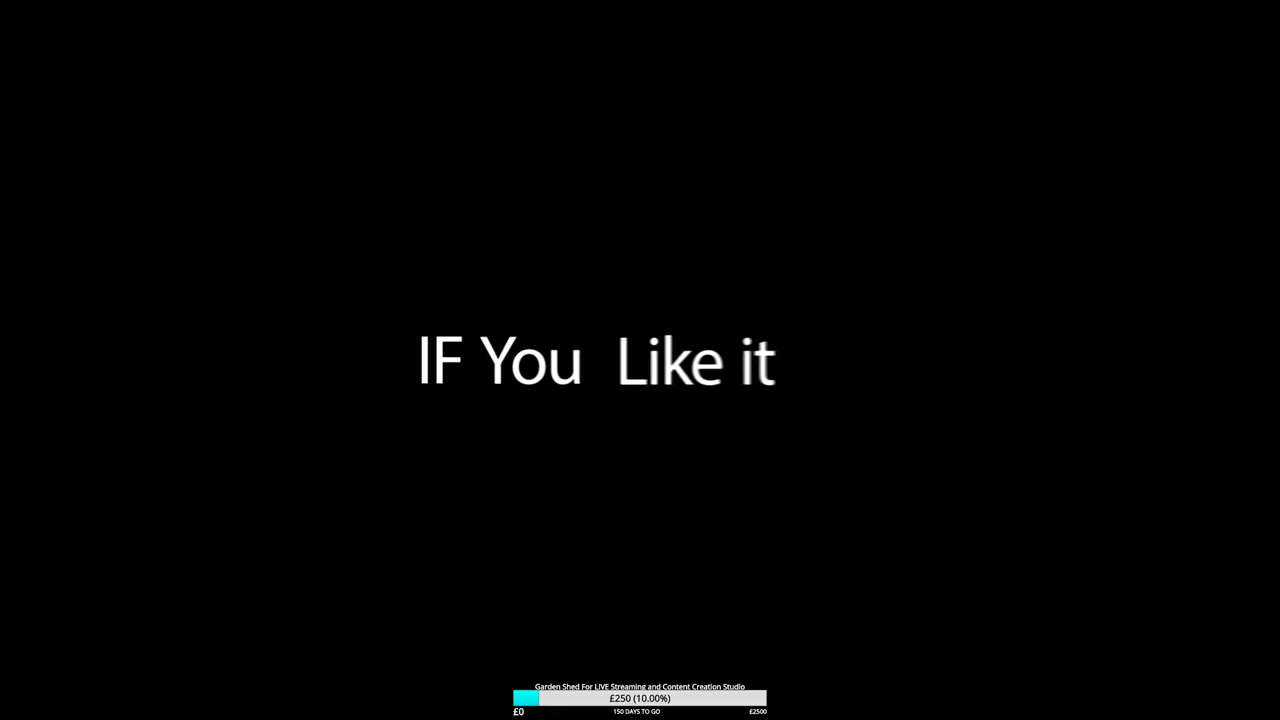 IF You Like it
Garden Shed For LIVE Streaming and Content Creation Studio
£250 (10.00%)
£0 150 DAYS TO GO £2500